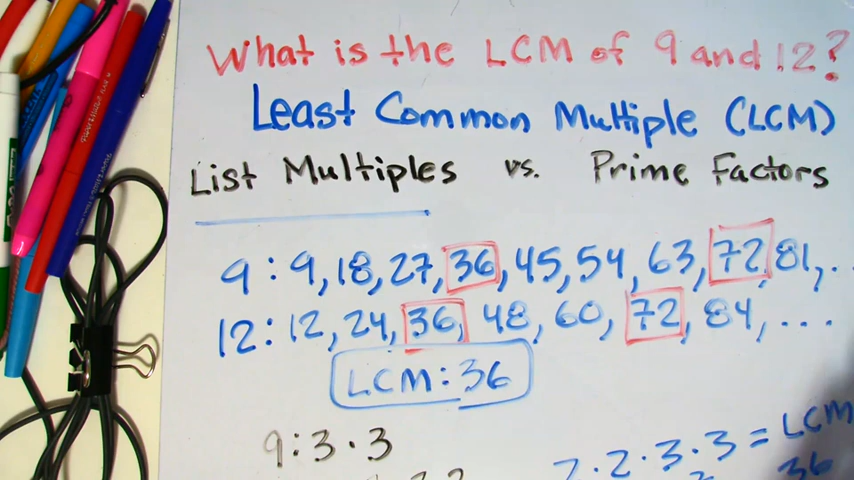 What is the LCM of 9 and 12?
Least Common Multiple (LCM)
List Multiples vs. Prime Factors
9: 9, 18, 27, 36, 45, 54, 63, 72, 81, ..
12: 12, 24, 36, 48, 60, 72, 84, ...
LCM: 36
9: 3 · 3
2 · 2 · 3 · 3 = LCM
36